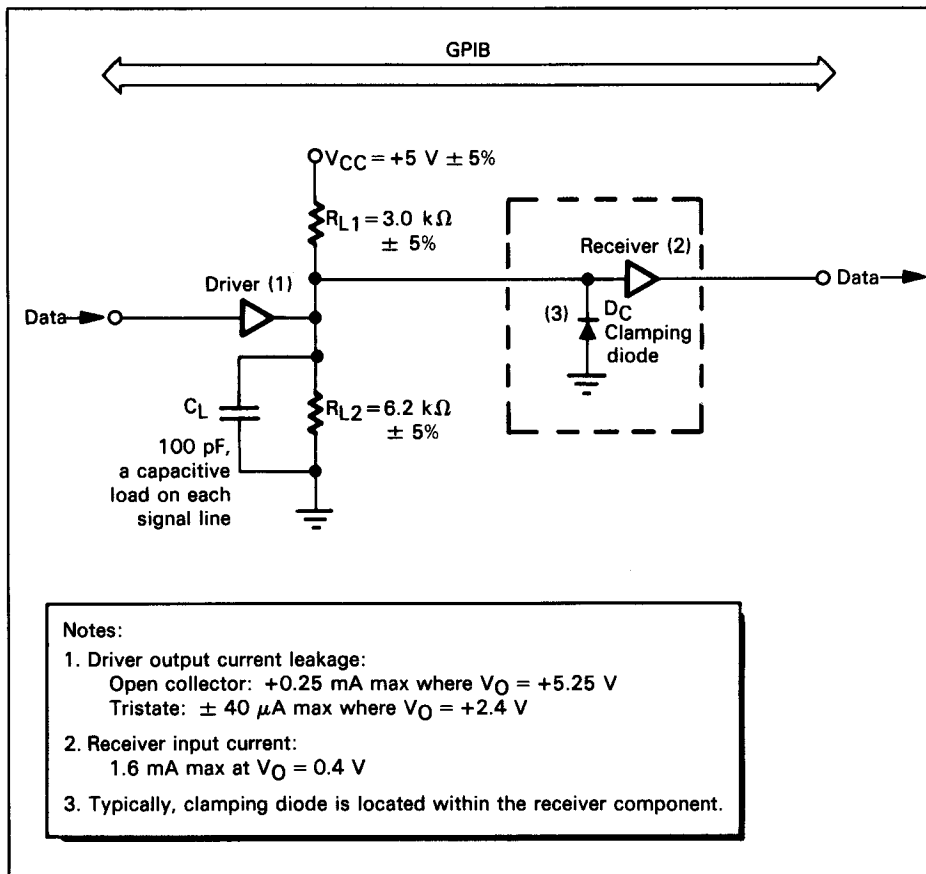 GPIB
VCC = +5 V ± 5%
RL1 = 3.0 kΩ
± 5%
Driver (1)
Receiver (2)
Data
Data
(3)
DC
Clamping
diode
CL
RL2 = 6.2 kΩ
± 5%
100 pF,
a capacitive
load on each
signal line
Notes:
1. Driver output current leakage:
Open collector: +0.25 mA max where VO = +5.25 V
Tristate: ± 40 μA max where VO = +2.4 V
2. Receiver input current:
1.6 mA max at VO = 0.4 V
3. Typically, clamping diode is located within the receiver component.